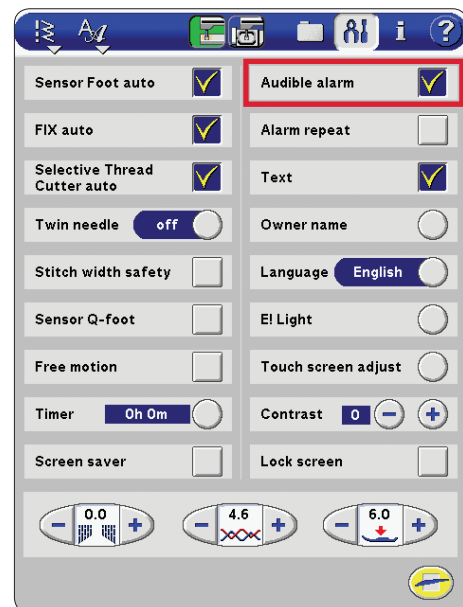 i ?
Sensor Foot auto
FIX auto
Selective Thread
Cutter auto
Twin needle off
Stitch width safety
Sensor Q-foot
Free motion
Timer 0h 0m
Screen saver
Audible alarm
Alarm repeat
Text
Owner name
Language English
E! Light
Touch screen adjust
Contrast 0 - +
Lock screen
- 0.0 +
- 4.6 +
- 6.0 +